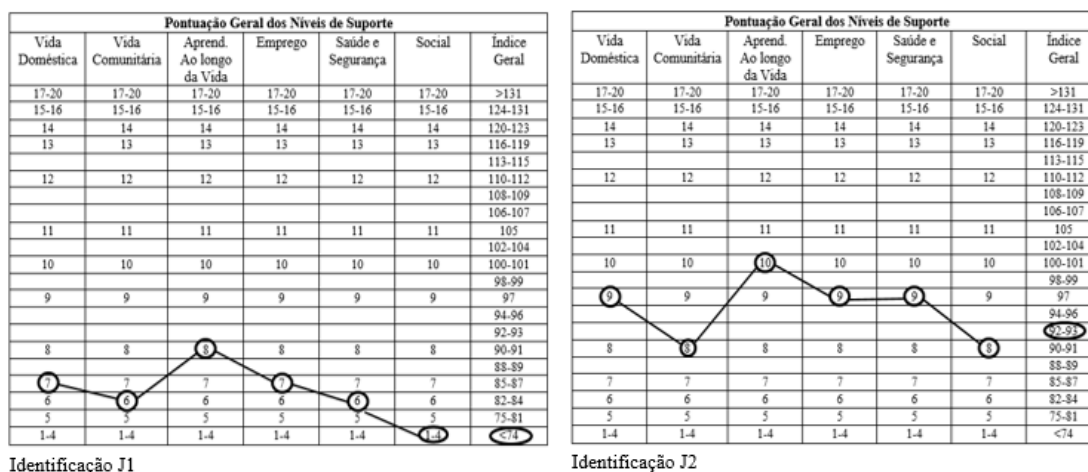 Pontuação Geral dos Níveis de Suporte
Vida Doméstica Vida Comunitária Aprend. Ao longo da Vida Emprego Saúde e Segurança Social Índice Geral
17-20 17-20 17-20 17-20 17-20 17-20 >131
15-16 15-16 15-16 15-16 15-16 15-16 124-131
14 14 14 14 14 14 120-123
13 13 13 13 13 13 116-119
113-115
12 12 12 12 12 12 110-112
108-109
106-107
11 11 11 11 11 11 105
102-104
10 10 10 10 10 10 100-101
98-99
9 9 9 9 9 9 97
94-96
92-93
8 8 8 8 8 8 90-91
88-89
7 7 7 7 7 7 85-87
6 6 6 6 6 6 82-84
5 5 5 5 5 5 75-81
1-4 1-4 1-4 1-4 1-4 1-4 <74
Identificação J1
Pontuação Geral dos Níveis de Suporte
Vida Doméstica Vida Comunitária Aprend. Ao longo da Vida Emprego Saúde e Segurança Social Índice Geral
17-20 17-20 17-20 17-20 17-20 17-20 >131
15-16 15-16 15-16 15-16 15-16 15-16 124-131
14 14 14 14 14 14 120-123
13 13 13 13 13 13 116-119
113-115
12 12 12 12 12 12 110-112
108-109
106-107
11 11 11 11 11 11 105
102-104
10 10 10 10 10 10 100-101
98-99
9 9 9 9 9 9 97
94-96
92-93
8 8 8 8 8 8 90-91
88-89
7 7 7 7 7 7 85-87
6 6 6 6 6 6 82-84
5 5 5 5 5 5 75-81
1-4 1-4 1-4 1-4 1-4 1-4 <74
Identificação J2